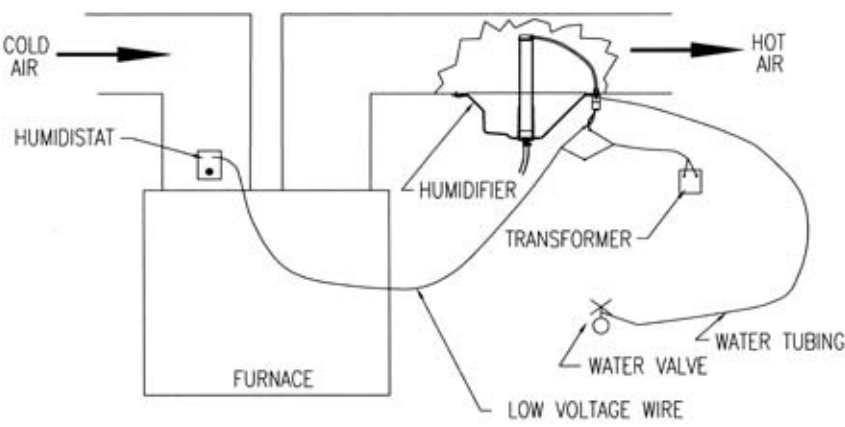 COLD
AIR
HOT
AIR
HUMIDISTAT
HUMIDIFIER
TRANSFORMER
WATER TUBING
WATER VALVE
FURNACE
LOW VOLTAGE WIRE